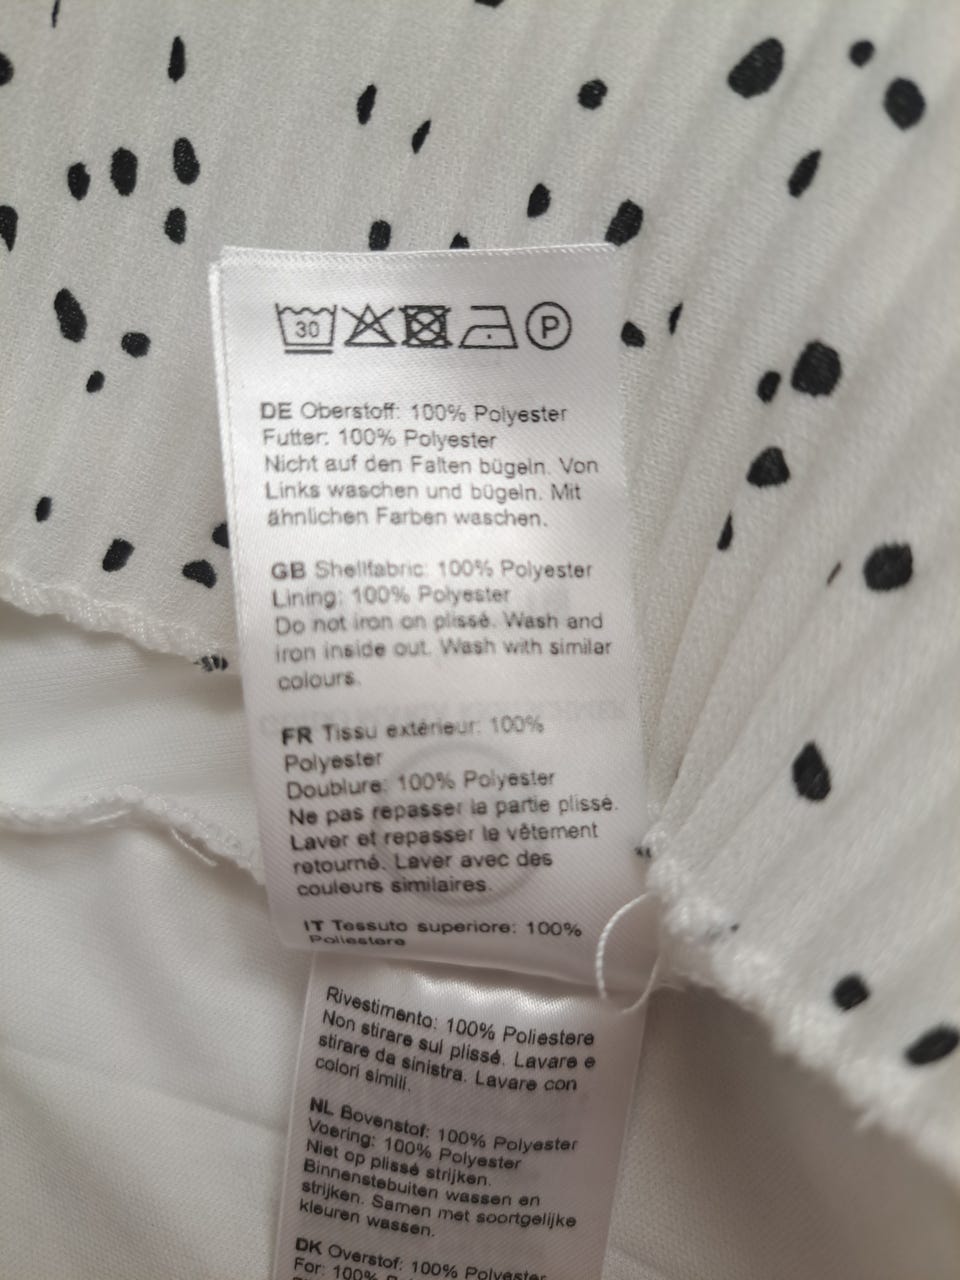 30 P
DE Oberstoff: 100% Polyester
Futter: 100% Polyester
Nicht auf den Falten bügeln. Von
Links waschen und bügeln. Mit
ähnlichen Farben waschen.
GB Shellfabric: 100% Polyester
Lining: 100% Polyester
Do not iron on plissé. Wash and
iron inside out. Wash with similar
colours.
FR Tissu extérieur: 100%
Polyester
Doublure: 100% Polyester
Ne pas repasser la partie plissé.
Laver et repasser le vêtement
retourné. Laver avec des
couleurs similaires.
IT Tessuto superiore: 100%
Poliestere
Rivestimento: 100% Poliestere
Non stirare sul plissé. Lavare e
stirare da sinistra. Lavare con
colori simili.
NL Bovenstof: 100% Polyester
Voering: 100% Polyester
Niet op plissé strijken.
Binnenstebuiten wassen en
strijken. Samen met soortgelijke
kleuren wassen.
DK Overstof: 100% Polyester
For: 100%